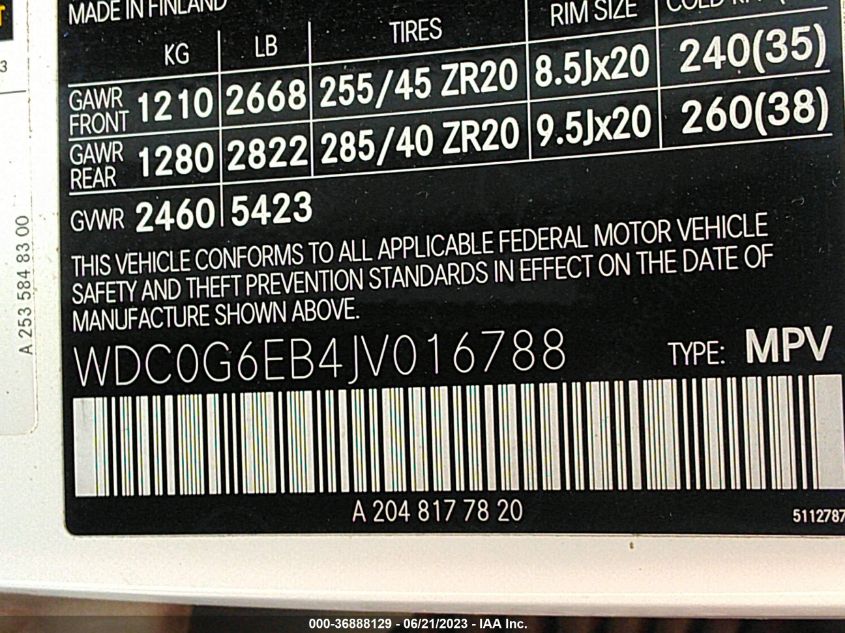 MADE IN FINLAND
KG LB TIRES RIM SIZE
GAWR FRONT 1210 2668 255/45 ZR20 8.5Jx20 240(35)
GAWR REAR 1280 2822 285/40 ZR20 9.5Jx20 260(38)
GVWR 2460 5423
THIS VEHICLE CONFORMS TO ALL APPLICABLE FEDERAL MOTOR VEHICLE
SAFETY AND THEFT PREVENTION STANDARDS IN EFFECT ON THE DATE OF
MANUFACTURE SHOWN ABOVE.
WDC0G6EB4JV016788 TYPE: MPV
A 204 817 78 20
5112787
A 253 584 83 00
3
000-36888129 - 06/21/2023 - IAA Inc.